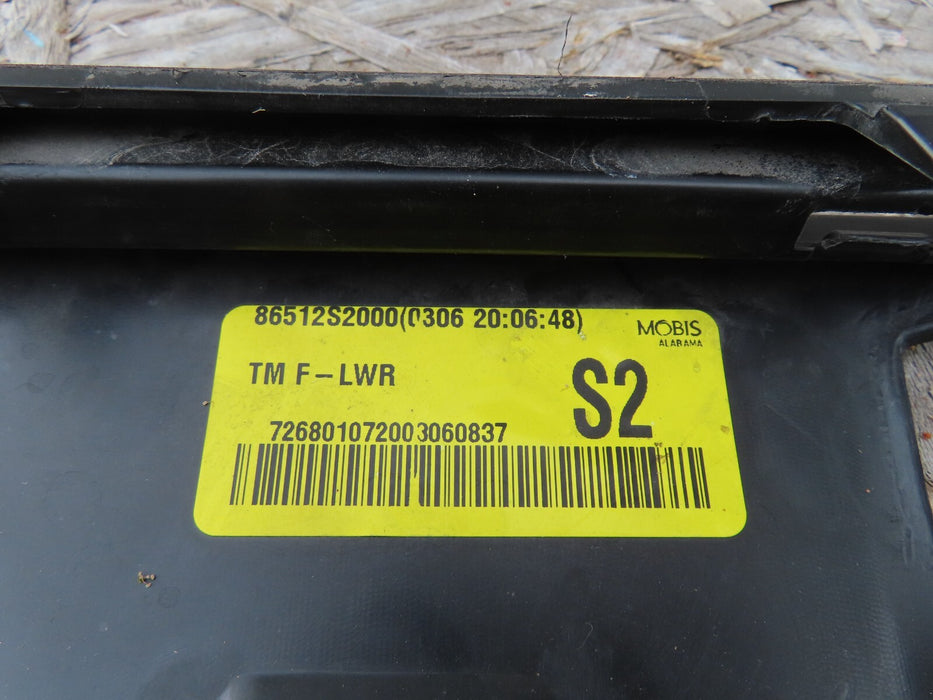 86512S2000(0306 20:06:48)
MOBIS
ALABAMA
TM F-LWR
S2
726801072003060837